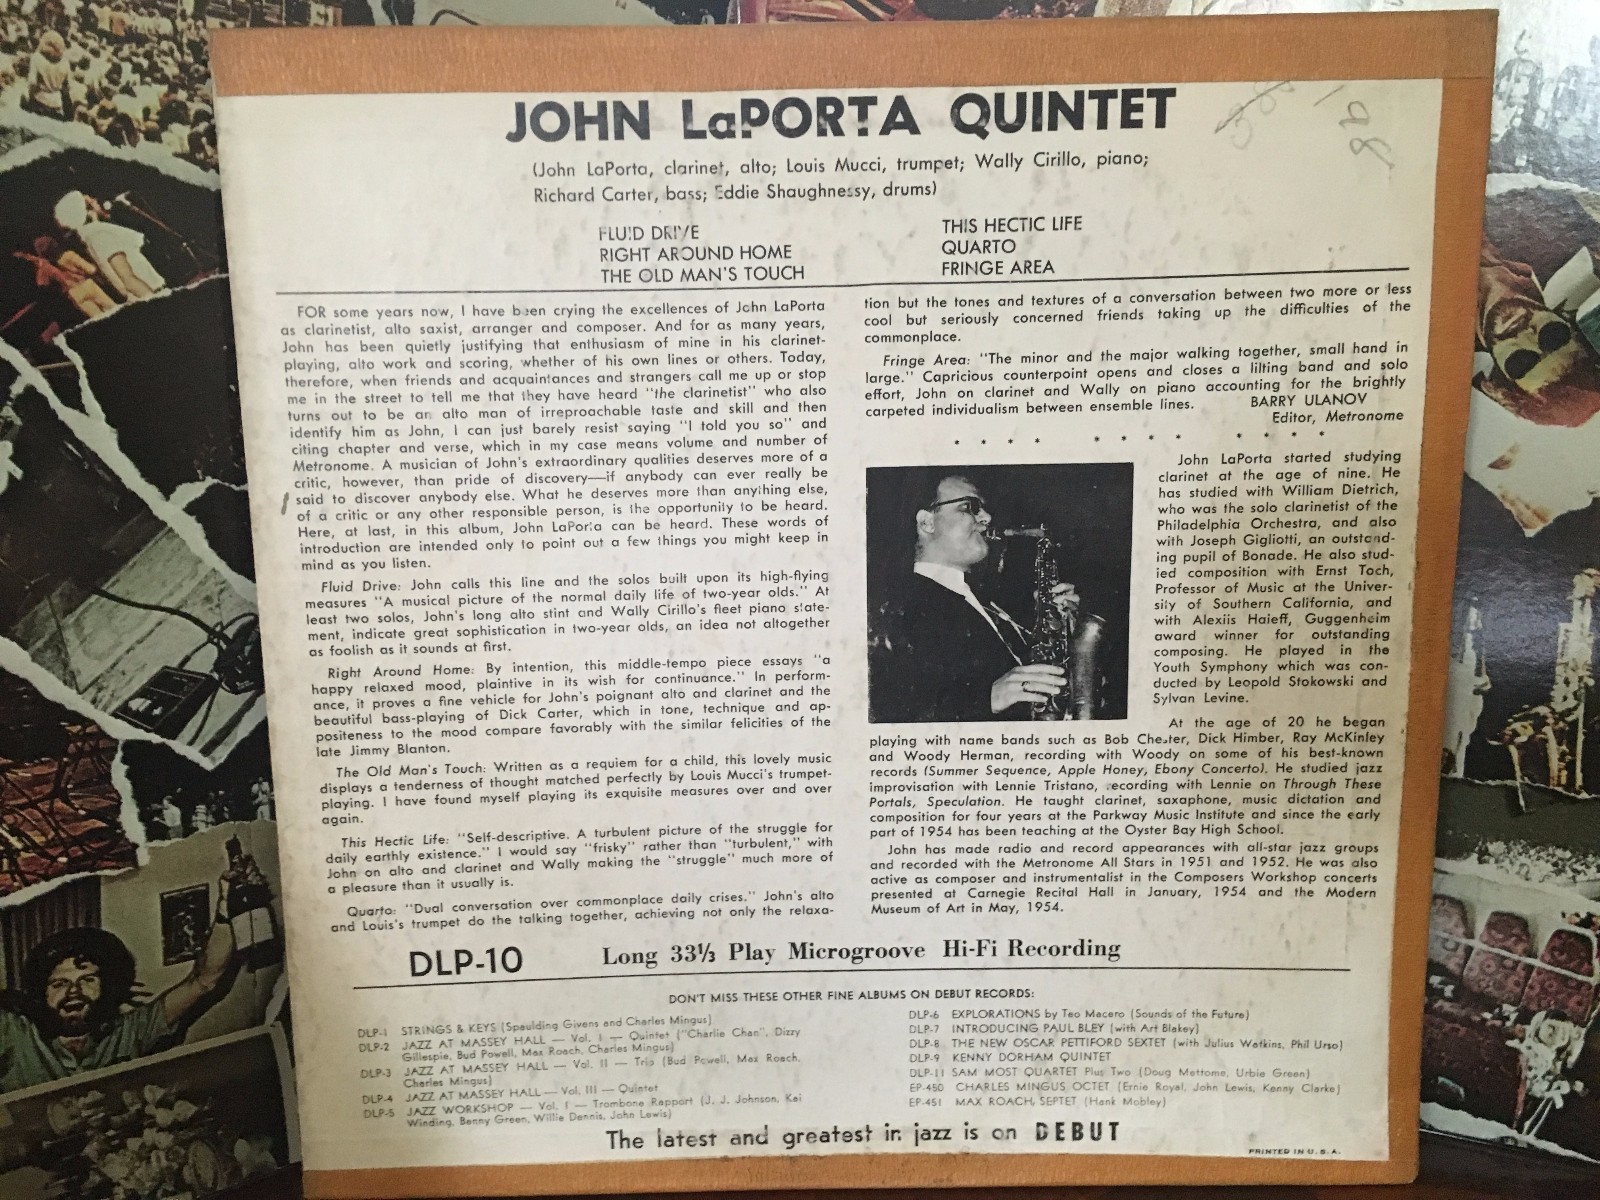 JOHN LaPORTA QUINTET
(John LaPorta, clarinet, alto; Louis Mucci, trumpet; Wally Cirillo, piano;
Richard Carter, bass; Eddie Shaughnessy, drums)
FLUID DRIVE
RIGHT AROUND HOME
THE OLD MAN'S TOUCH
THIS HECTIC LIFE
QUARTO
FRINGE AREA
FOR some years now, I have been crying the excellences of John LaPorta
as clarinetist, alto saxist, arranger and composer. And for as many years,
John has been quietly justifying that enthusiasm of mine in his clarinet-
playing, alto work and scoring, whether of his own lines or others. Today,
therefore, when friends and acquaintances and strangers call me up or stop
me in the street to tell me that they have heard "the clarinetist" who also
turns out to be an alto man of irreproachable taste and skill and then
identify him as John, I can just barely resist saying "I told you so" and
citing chapter and verse, which in my case means volume and number of
Metronome. A musician of John's extraordinary qualities deserves more of a
critic, however, than pride of discovery—if anybody can ever really be
said to discover anybody else. What he deserves more than anything else,
of a critic or any other responsible person, is the opportunity to be heard.
Here, at last, in this album, John LaPorta can be heard. These words of
introduction are intended only to point out a few things you might keep in
mind as you listen.
Fluid Drive: John calls this line and the solos built upon its high-flying
measures "A musical picture of the normal daily life of two-year olds." At
least two solos, John's long alto stint and Wally Cirillo's fleet piano state-
ment, indicate great sophistication in two-year olds, an idea not altogether
as foolish as it sounds at first.
Right Around Home: By intention, this middle-tempo piece essays "a
happy relaxed mood, plaintive in its wish for continuance." In perform-
ance, it proves a fine vehicle for John's poignant alto and clarinet and the
beautiful bass-playing of Dick Carter, which in tone, technique and ap-
positeness to the mood compare favorably with the similar felicities of the
late Jimmy Blanton.
The Old Man's Touch: Written as a requiem for a child, this lovely music
displays a tenderness of thought matched perfectly by Louis Mucci's trumpet-
playing. I have found myself playing its exquisite measures over and over
again.
This Hectic Life: "Self-descriptive. A turbulent picture of the struggle for
daily earthly existence." I would say "frisky" rather than "turbulent," with
John on alto and clarinet and Wally making the "struggle" much more of
a pleasure than it usually is.
Quarto: "Dual conversation over commonplace daily crises." John's alto
and Louis's trumpet do the talking together, achieving not only the relaxa-
tion but the tones and textures of a conversation between two more or less
cool but seriously concerned friends taking up the difficulties of the
commonplace.
Fringe Area: "The minor and the major walking together, small hand in
large." Capricious counterpoint opens and closes a lilting band and solo
effort, John on clarinet and Wally on piano accounting for the brightly
carpeted individualism between ensemble lines. BARRY ULANOV
Editor, Metronome
* * * * * * * * * * * *
John LaPorta started studying
clarinet at the age of nine. He
has studied with William Dietrich,
who was the solo clarinetist of the
Philadelphia Orchestra, and also
with Joseph Gigliotti, an outstand-
ing pupil of Bonade. He also stud-
ied composition with Ernst Toch,
Professor of Music at the Univer-
sity of Southern California, and
with Alexiis Haieff, Guggenheim
award winner for outstanding
composing. He played in the
Youth Symphony which was con-
ducted by Leopold Stokowski and
Sylvan Levine.
At the age of 20 he began
playing with name bands such as Bob Chester, Dick Himber, Ray McKinley
and Woody Herman, recording with Woody on some of his best-known
records (Summer Sequence, Apple Honey, Ebony Concerto). He studied jazz
improvisation with Lennie Tristano, recording with Lennie on Through These
Portals, Speculation. He taught clarinet, saxophone, music dictation and
composition for four years at the Parkway Music Institute and since the early
part of 1954 has been teaching at the Oyster Bay High School.
John has made radio and record appearances with all-star jazz groups
and recorded with the Metronome All Stars in 1951 and 1952. He was also
active as composer and instrumentalist in the Composers Workshop concerts
presented at Carnegie Recital Hall in January, 1954 and the Modern
Museum of Art in May, 1954.
DLP-10 Long 33⅓ Play Microgroove Hi-Fi Recording
DON'T MISS THESE OTHER FINE ALBUMS ON DEBUT RECORDS:
DLP-1 STRINGS & KEYS (Spaulding Givens and Charles Mingus)
DLP-2 JAZZ AT MASSEY HALL — Vol. I — Quintet ("Charlie Chan", Dizzy
Gillespie, Bud Powell, Max Roach, Charles Mingus)
DLP-3 JAZZ AT MASSEY HALL — Vol. II — Trio (Bud Powell, Max Roach,
Charles Mingus)
DLP-4 JAZZ AT MASSEY HALL — Vol. III — Quintet
DLP-5 JAZZ WORKSHOP — Vol. I — Trombone Rapport (J. J. Johnson, Kai
Winding, Benny Green, Willie Dennis, John Lewis)
DLP-6 EXPLORATIONS by Teo Macero (Sounds of the Future)
DLP-7 INTRODUCING PAUL BLEY (with Art Blakey)
DLP-8 THE NEW OSCAR PETTIFORD SEXTET (with Julius Watkins, Phil Urso)
DLP-9 KENNY DORHAM QUINTET
DLP-11 SAM MOST QUARTET Plus Two (Doug Mettome, Urbie Green)
EP-450 CHARLES MINGUS OCTET (Ernie Royal, John Lewis, Kenny Clarke)
EP-451 MAX ROACH SEPTET (Hank Mobley)
The latest and greatest in jazz is on DEBUT
PRINTED IN U.S.A.